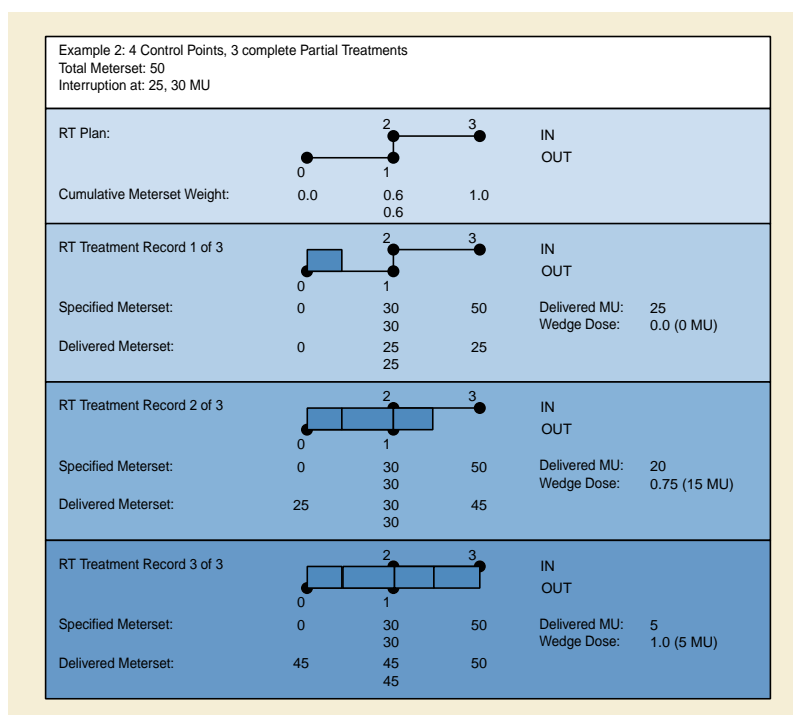 Example 2: 4 Control Points, 3 complete Partial Treatments
Total Meterset: 50
Interruption at: 25, 30 MU
RT Plan:
2 3
IN
OUT
0 1
Cumulative Meterset Weight: 0.0 0.6 1.0
0.6
RT Treatment Record 1 of 3
2 3
IN
OUT
0 1
Specified Meterset: 0 30 50 Delivered MU: 25
30 Wedge Dose: 0.0 (0 MU)
Delivered Meterset: 0 25 25
25
RT Treatment Record 2 of 3
2 3
IN
OUT
0 1
Specified Meterset: 0 30 50 Delivered MU: 20
30 Wedge Dose: 0.75 (15 MU)
Delivered Meterset: 25 30 45
30
RT Treatment Record 3 of 3
2 3
IN
OUT
0 1
Specified Meterset: 0 30 50 Delivered MU: 5
30 Wedge Dose: 1.0 (5 MU)
Delivered Meterset: 45 45 50
45